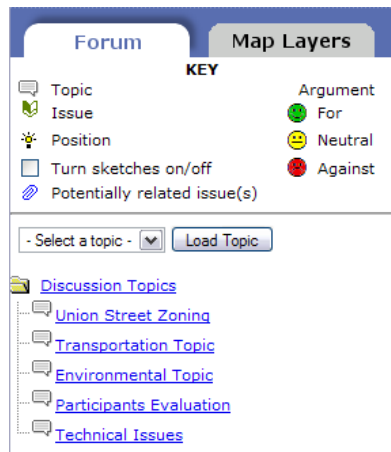 Forum Map Layers
KEY
Topic Argument
Issue For
Position Neutral
Turn sketches on/off Against
Potentially related issue(s)
- Select a topic - Load Topic
Discussion Topics
Union Street Zoning
Transportation Topic
Environmental Topic
Participants Evaluation
Technical Issues